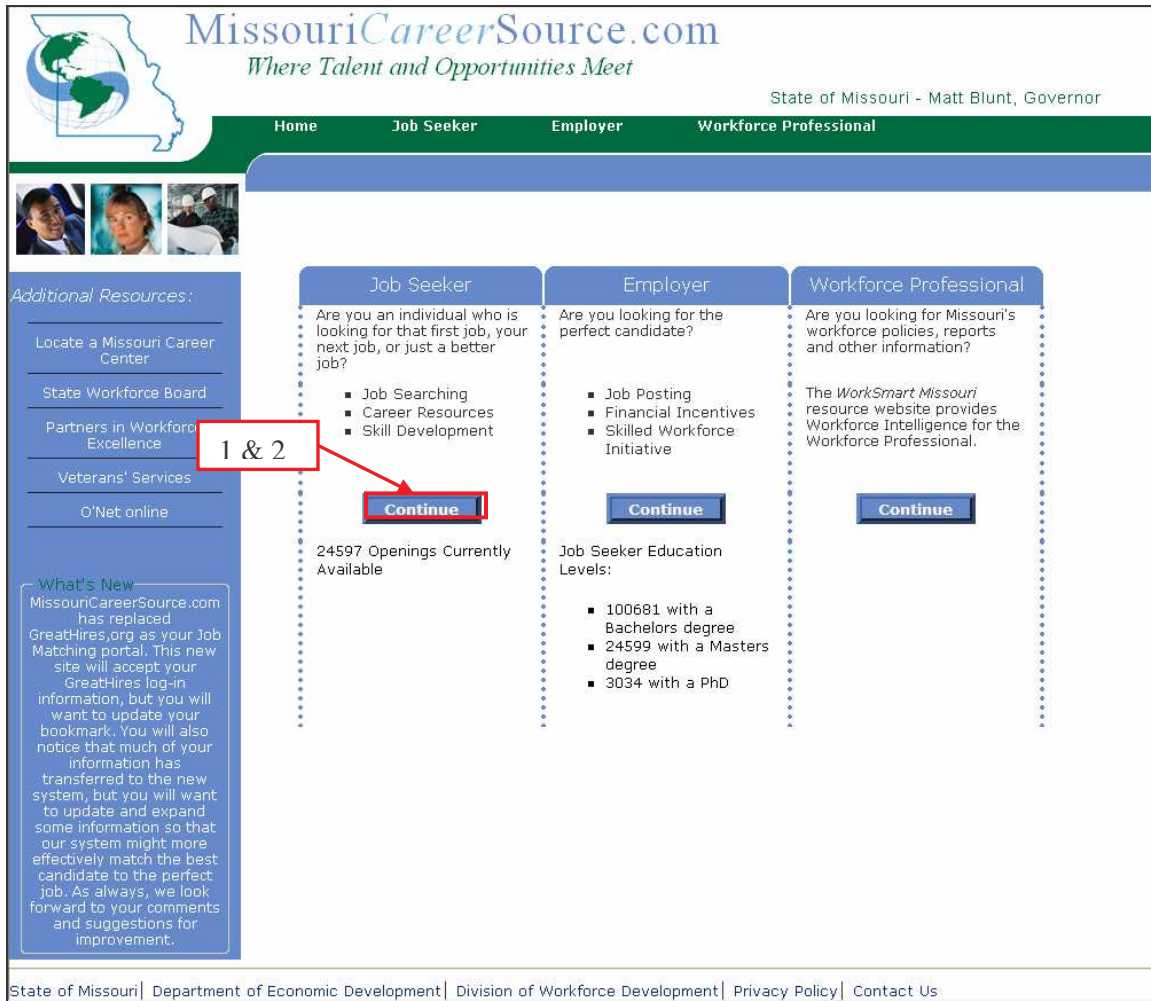 MissouriCareerSource.com
Where Talent and Opportunities Meet
State of Missouri - Matt Blunt, Governor
Home Job Seeker Employer Workforce Professional
Additional Resources:
Locate a Missouri Career
Center
State Workforce Board
Partners in Workforce
Excellence
Veterans' Services
O'Net online
What's New
MissouriCareerSource.com
has replaced
GreatHires,org as your Job
Matching portal. This new
site will accept your
GreatHires log-in
information, but you will
want to update your
bookmark. You will also
notice that much of your
information has
transferred to the new
system, but you will want
to update and expand
some information so that
our system might more
effectively match the best
candidate to the perfect
job. As always, we look
forward to your comments
and suggestions for
improvement.
1 & 2
Job Seeker
Are you an individual who is
looking for that first job, your
next job, or just a better
job?
▪ Job Searching
▪ Career Resources
▪ Skill Development
Continue
24597 Openings Currently
Available
Employer
Are you looking for the
perfect candidate?
▪ Job Posting
▪ Financial Incentives
▪ Skilled Workforce
Initiative
Continue
Job Seeker Education
Levels:
▪ 100681 with a
Bachelors degree
▪ 24599 with a Masters
degree
▪ 3034 with a PhD
Workforce Professional
Are you looking for Missouri's
workforce policies, reports
and other information?
The WorkSmart Missouri
resource website provides
Workforce Intelligence for the
Workforce Professional.
Continue
State of Missouri| Department of Economic Development| Division of Workforce Development| Privacy Policy| Contact Us